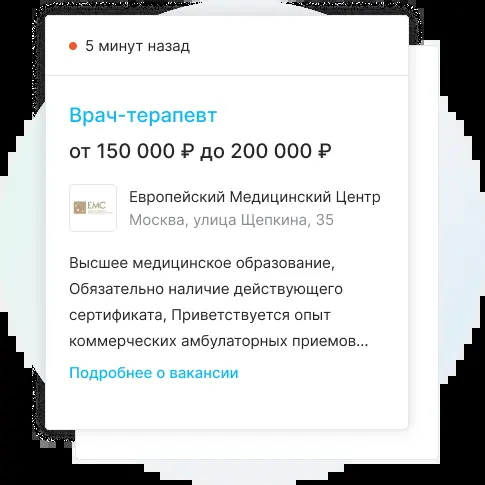 5 минут назад
Врач-терапевт
от 150 000 ₽ до 200 000 ₽
EMC
Европейский Медицинский Центр
Москва, улица Щепкина, 35
Высшее медицинское образование,
Обязательно наличие действующего
сертификата, Приветствуется опыт
коммерческих амбулаторных приемов...
Подробнее о вакансии